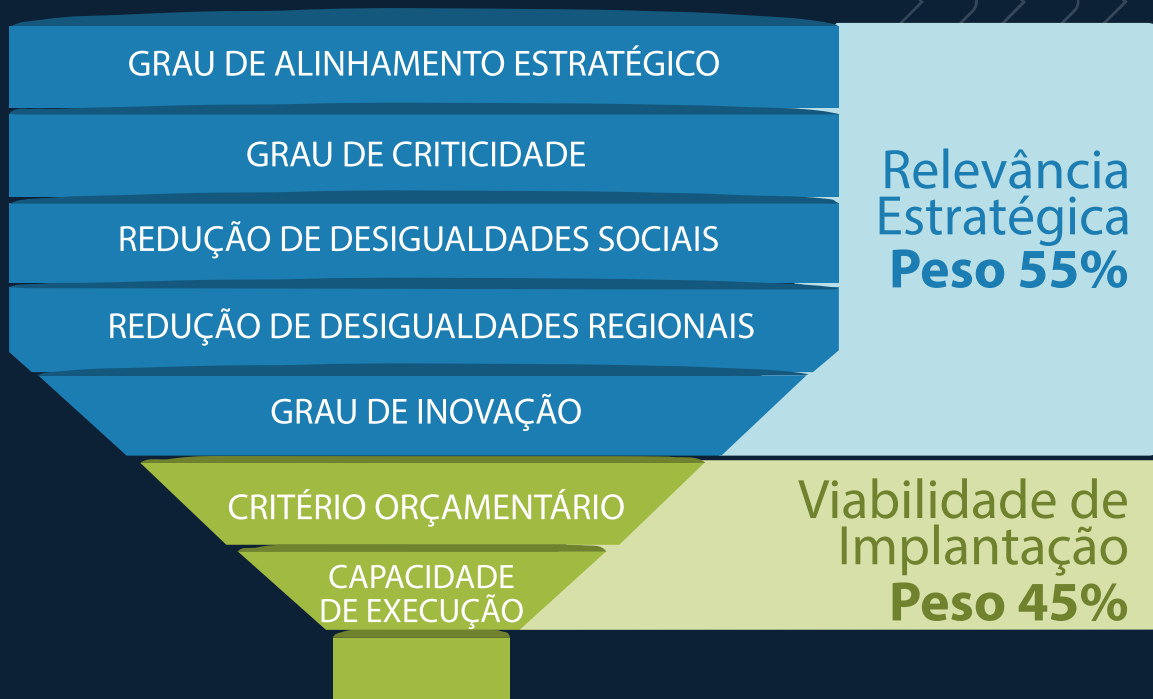 GRAU DE ALINHAMENTO ESTRATÉGICO
GRAU DE CRITICIDADE
REDUÇÃO DE DESIGUALDADES SOCIAIS
REDUÇÃO DE DESIGUALDADES REGIONAIS
GRAU DE INOVAÇÃO
Relevância
Estratégica
Peso 55%
CRITÉRIO ORÇAMENTÁRIO
CAPACIDADE
DE EXECUÇÃO
Viabilidade de
Implantação
Peso 45%